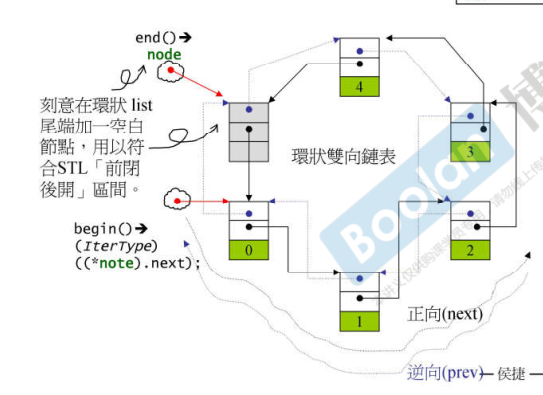 end()→
node
刻意在環狀 list
尾端加一空白
節點，用以符
合STL「前閉
後開」區間。
4
3
環狀雙向鏈表
begin()→
(IterType)
((*note).next);
0
1
2
正向(next)
逆向(prev)
侯捷
Boolan
博